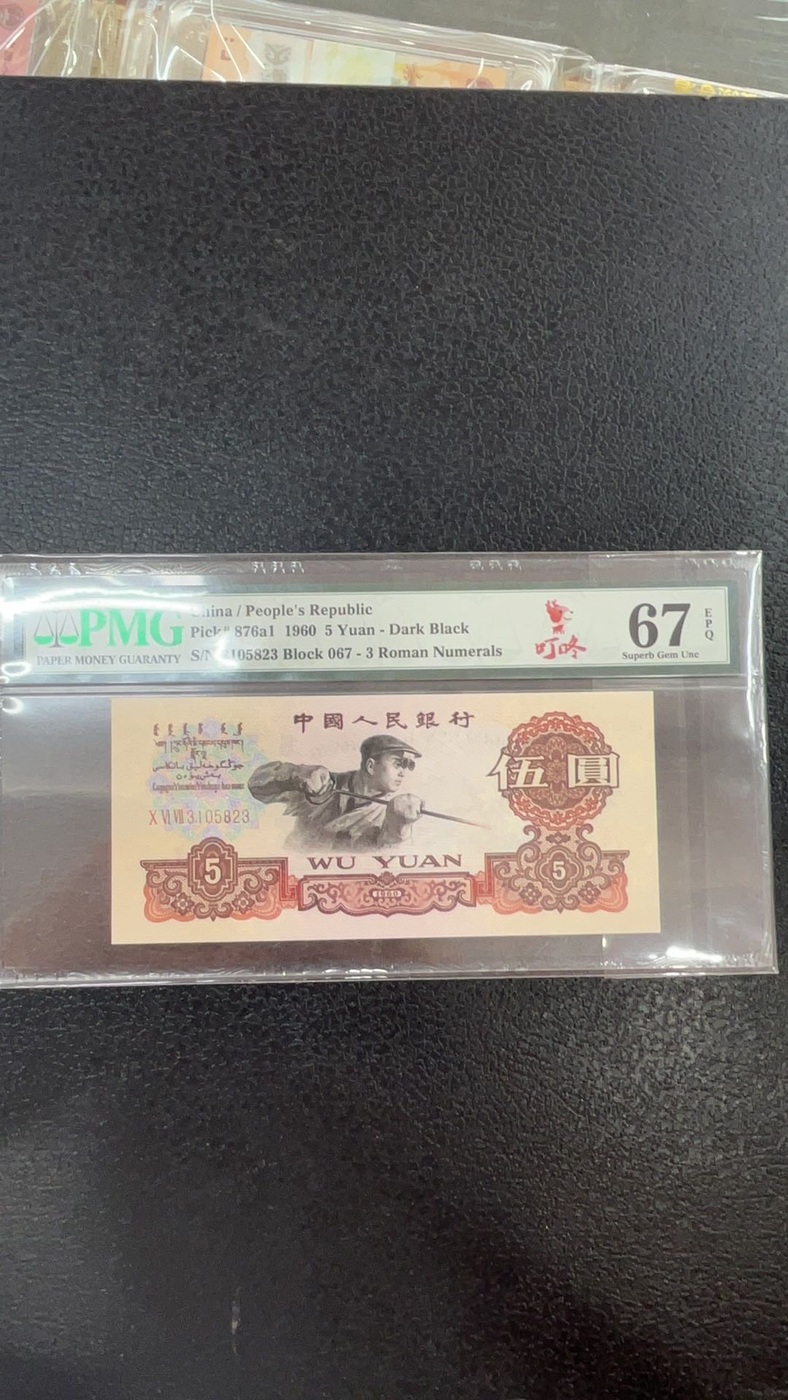 PMG
PAPER MONEY GUARANTY
China / People's Republic
Pick# 876a1 1960 5 Yuan - Dark Black
S/N 3105823 Block 067 - 3 Roman Numerals
叮咚
67
EPQ
Superb Gem Unc
中國人民銀行
伍圓
X VI VII 3105823
WU YUAN
5
1960
5